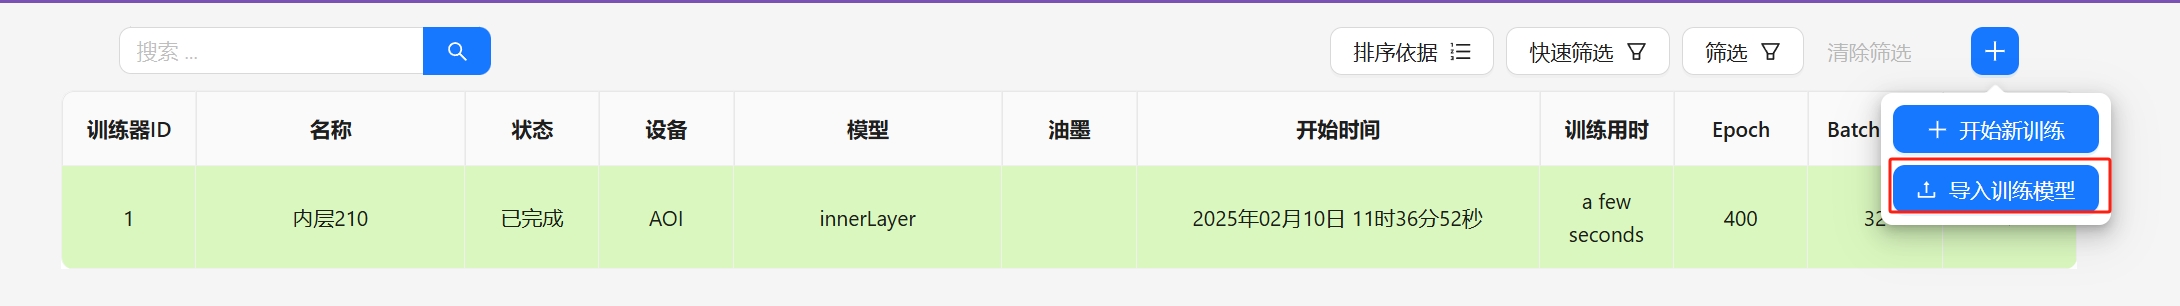 搜索 ...
排序依据
快速筛选
筛选
清除筛选
训练器ID
名称
状态
设备
模型
油墨
开始时间
训练用时
Epoch
Batch
开始新训练
导入训练模型
1
内层210
已完成
AOI
innerLayer
2025年02月10日 11时36分52秒
a few
seconds
400
32